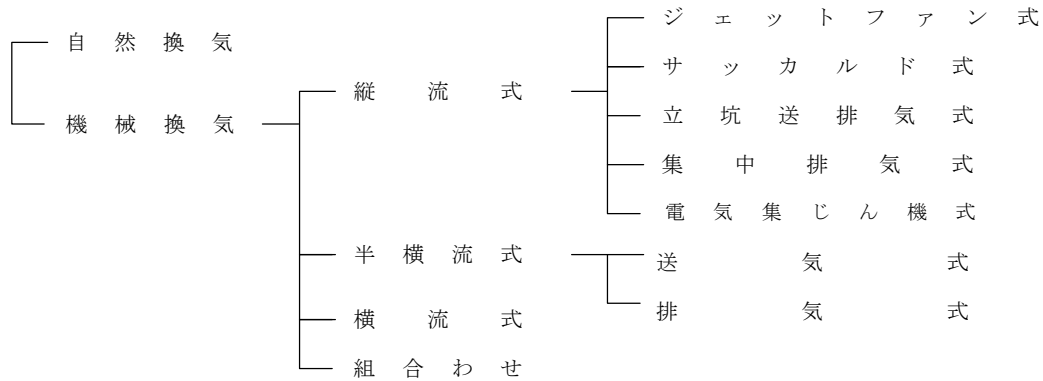 自然換気
機械換気
縦流式
ジェットファン式
サッカルド式
立坑送排気式
集中排気式
電気集じん機式
半横流式
送気式
排気式
横流式
組合わせ